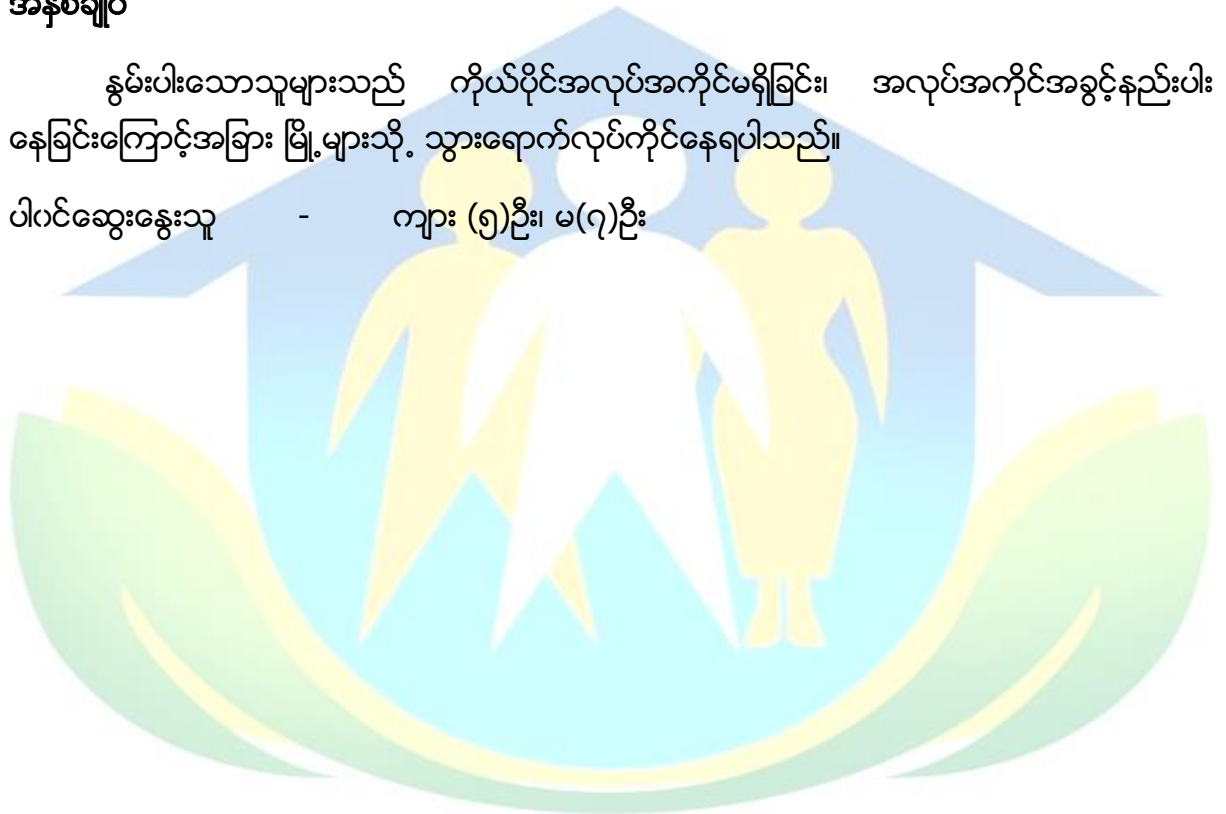 အနှစ်ချုပ်
နွမ်းပါးသောသူများသည် ကိုယ်ပိုင်အလုပ်အကိုင်မရှိခြင်း၊ အလုပ်အကိုင်အခွင့်နည်းပါး
နေခြင်းကြောင့်အခြား မြို့များသို့ သွားရောက်လုပ်ကိုင်နေရပါသည်။
ပါဝင်ဆွေးနွေးသူ - ကျား (၅)ဦး၊ မ(၇)ဦး